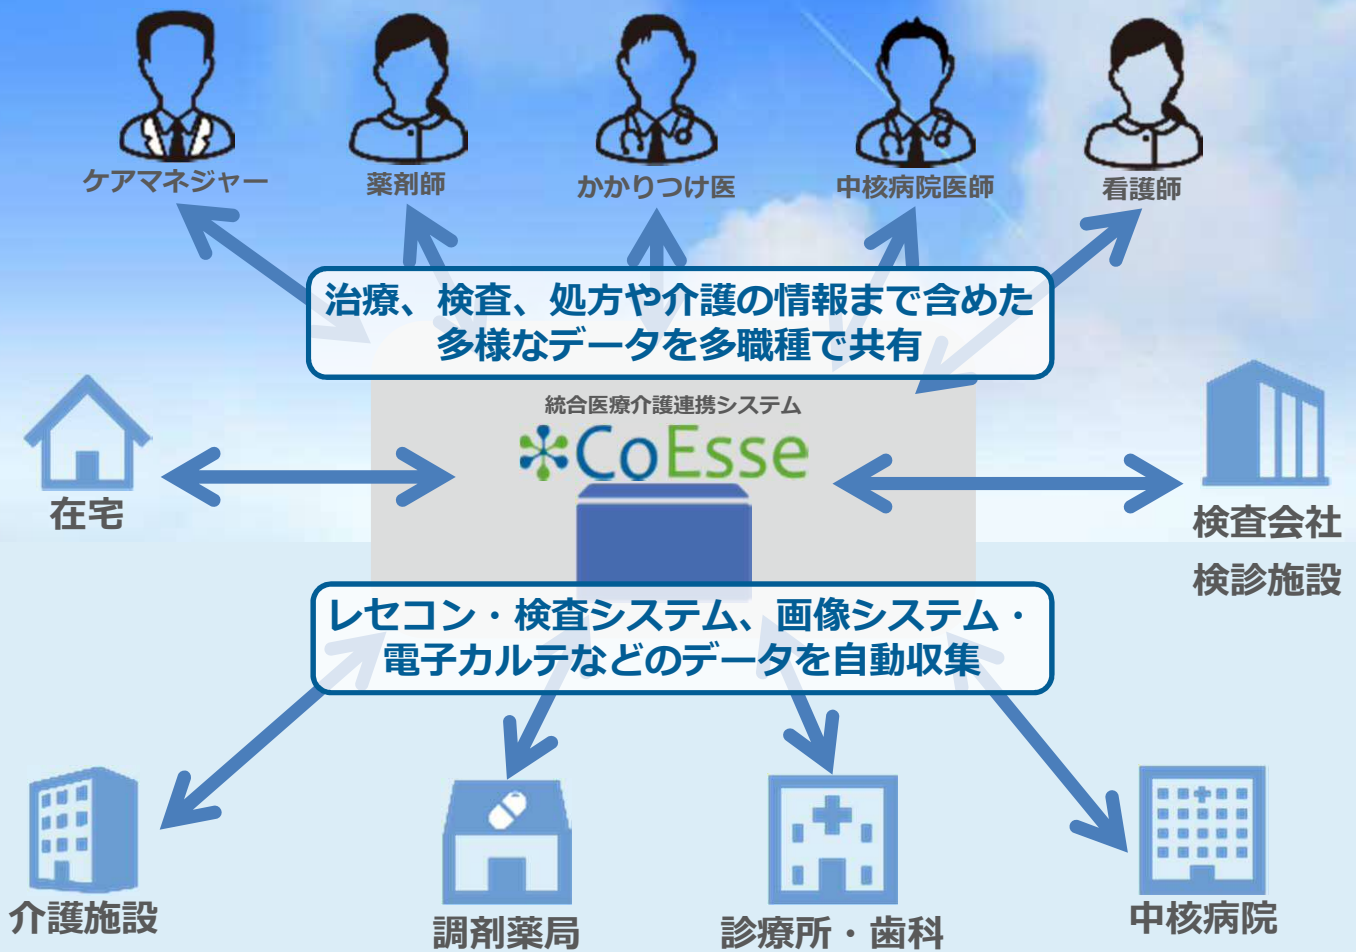 ケアマネジャー
薬剤師
かかりつけ医
中核病院医師
看護師
治療、検査、処方や介護の情報まで含めた
多様なデータを多職種で共有
統合医療介護連携システム
CoEsse
在宅
検査会社
検診施設
レセコン・検査システム、画像システム・
電子カルテなどのデータを自動収集
介護施設
調剤薬局
診療所・歯科
中核病院